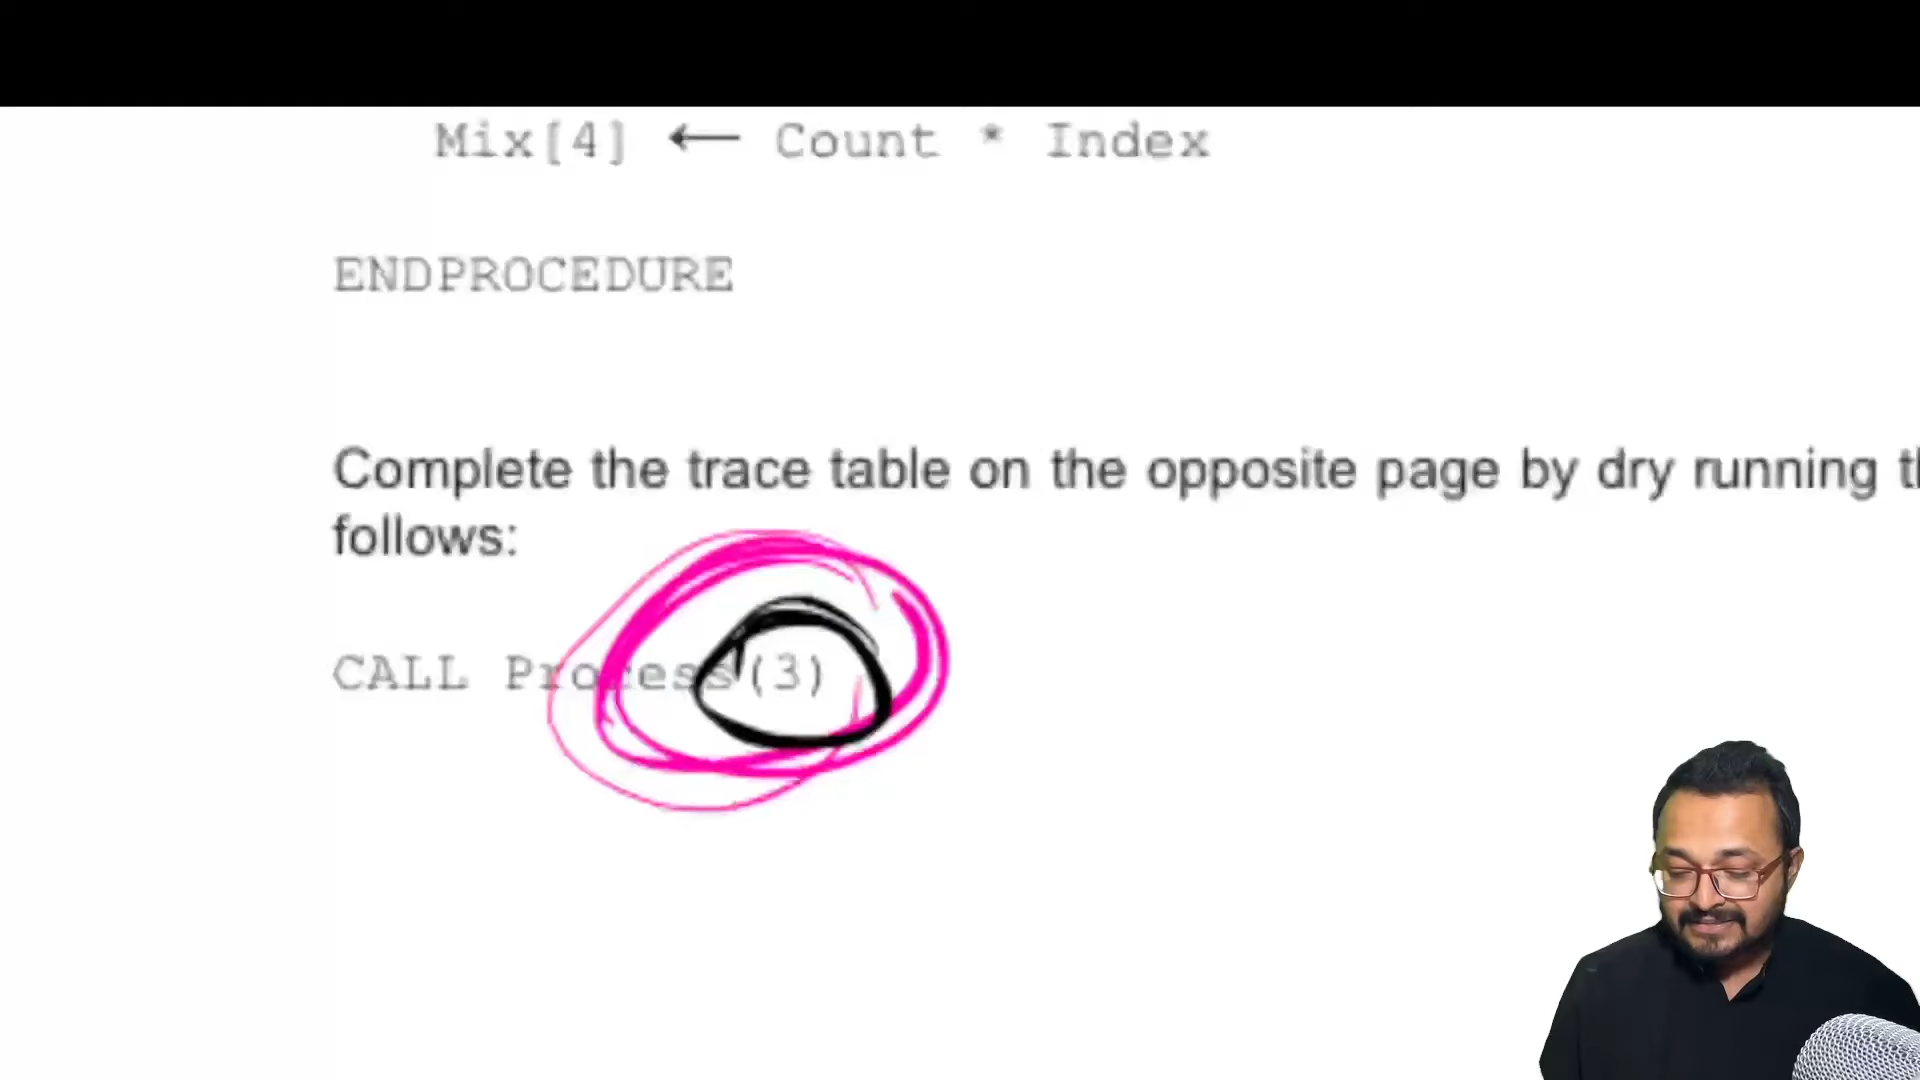 Mix[4] ← Count * Index
ENDPROCEDURE
Complete the trace table on the opposite page by dry running
follows:
CALL Process(3)